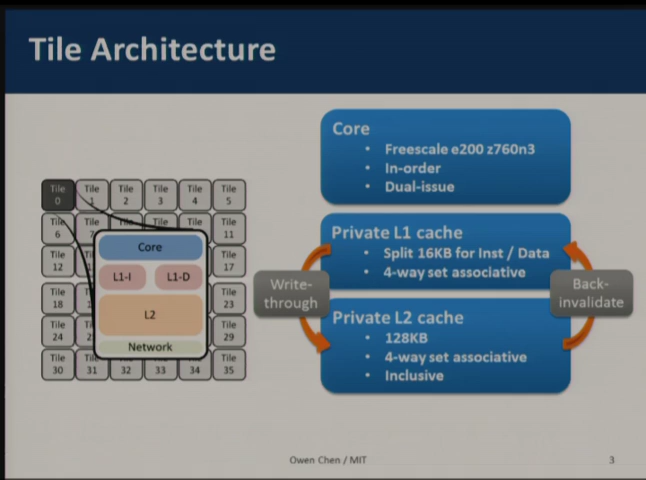 Tile Architecture
Core
• Freescale e200 z760n3
• In-order
• Dual-issue
Tile 0
Tile 1
Tile 2
Tile 3
Tile 4
Tile 5
Tile 6
Tile 7
Tile
Tile
Tile
Tile 11
Tile 12
Tile 17
Tile 18
Tile 23
Tile 24
Tile 29
Tile 30
Tile 31
32
33
34
Tile 35
Core
L1-I
L1-D
L2
Network
Private L1 cache
• Split 16KB for Inst / Data
• 4-way set associative
Write-
through
Back-
invalidate
Private L2 cache
• 128KB
• 4-way set associative
• Inclusive
Owen Chen / MIT
3